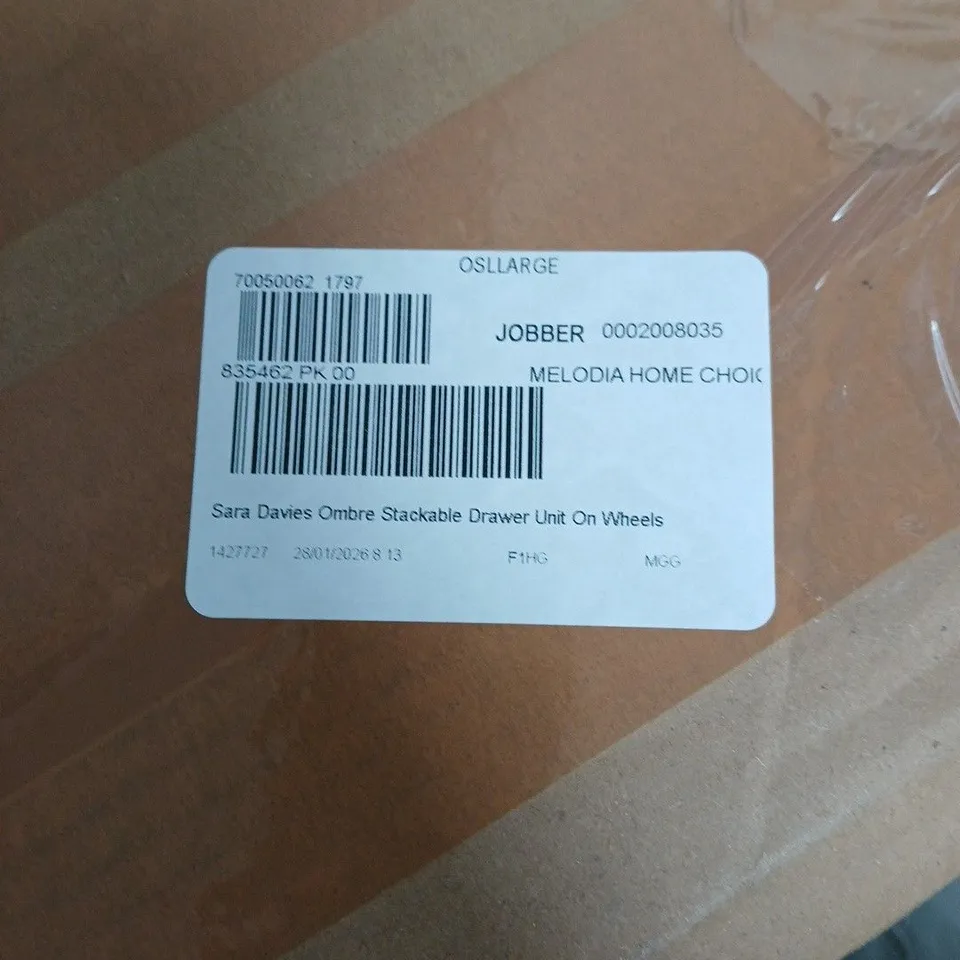 OSLLARGE
70050062 1797
JOBBER 0002008035
835462 PK 00
MELODIA HOME CHOIC
Sara Davies Ombre Stackable Drawer Unit On Wheels
1427727 28/01/2026 8 13 F1HG MGG